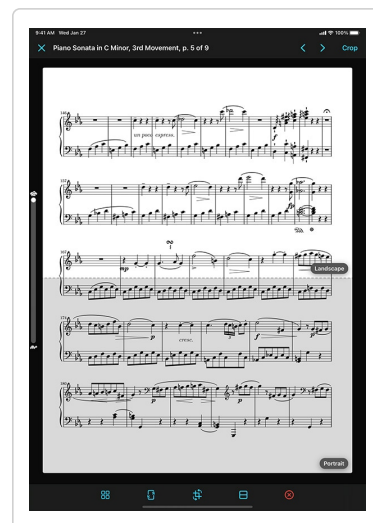 9:41 AM Wed Jan 27
100%
Piano Sonata in C Minor, 3rd Movement, p. 5 of 9
Crop
un poco espress.
f
mp
Landscape
p
cresc.
f
p
p
p
Portrait